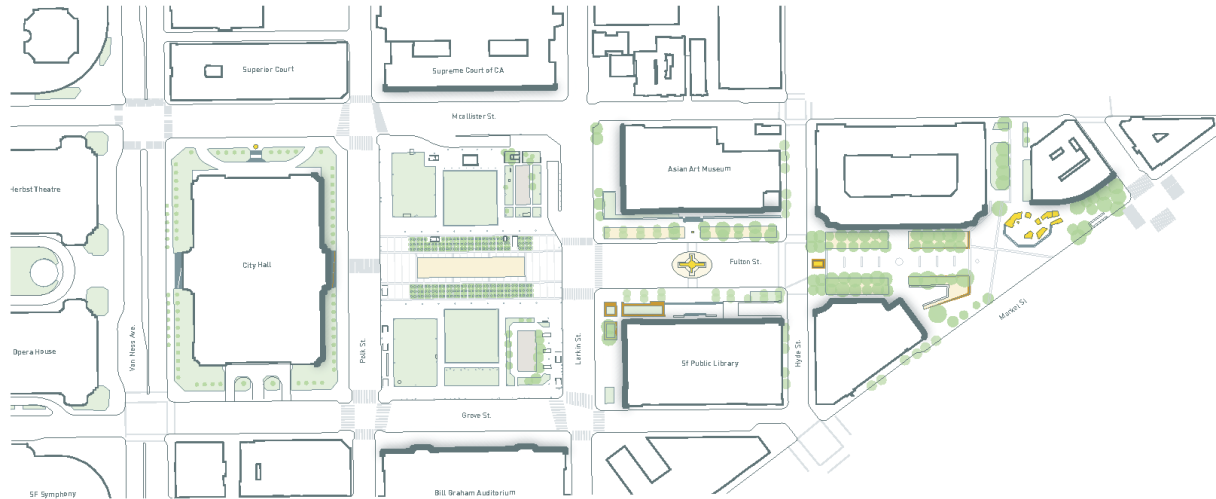 Superior Court
Supreme Court of CA
Mcallister St.
Herbst Theatre
Asian Art Museum
City Hall
Fulton St.
Van Ness Ave.
Polk St.
Larkin St.
Hyde St.
Market St
Opera House
Sf Public Library
Grove St.
SF Symphony
Bill Graham Auditorium